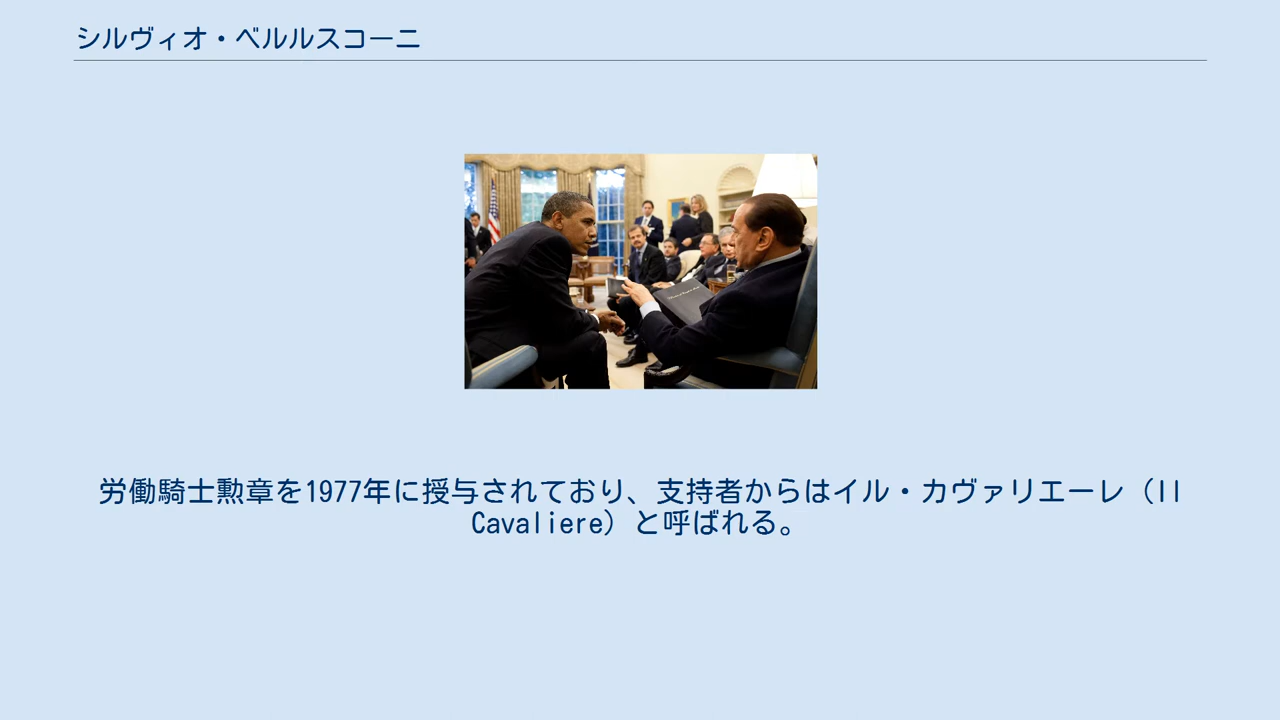 シルヴィオ・ベルルスコーニ
労働騎士勲章を1977年に授与されており、支持者からはイル・カヴァリエーレ（Il
Cavaliere）と呼ばれる。